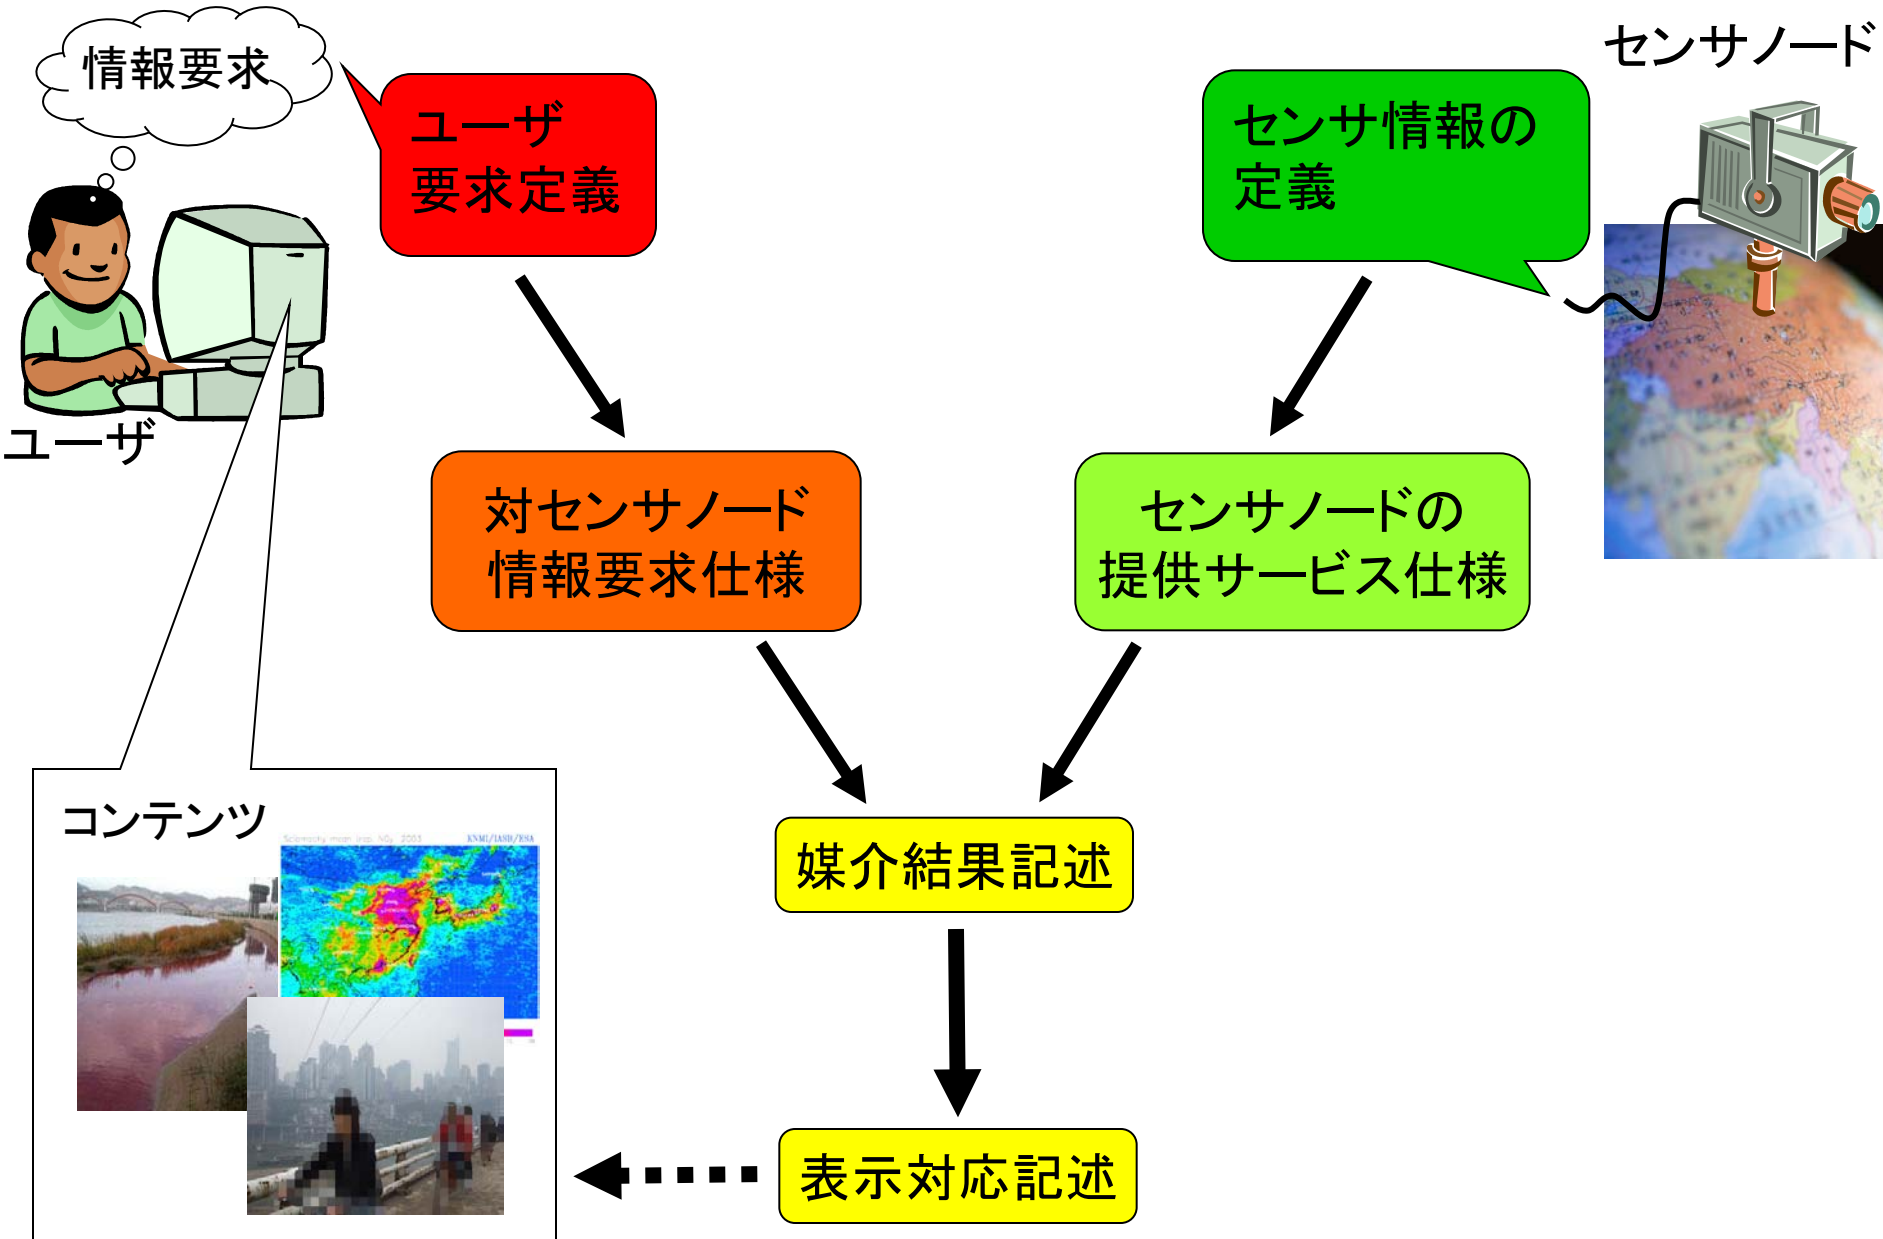 情報要求
センサノード
ユーザ
要求定義
センサ情報の
定義
ユーザ
対センサノード
情報要求仕様
センサノードの
提供サービス仕様
コンテンツ
KNMI/IASB/ESA
媒介結果記述
表示対応記述